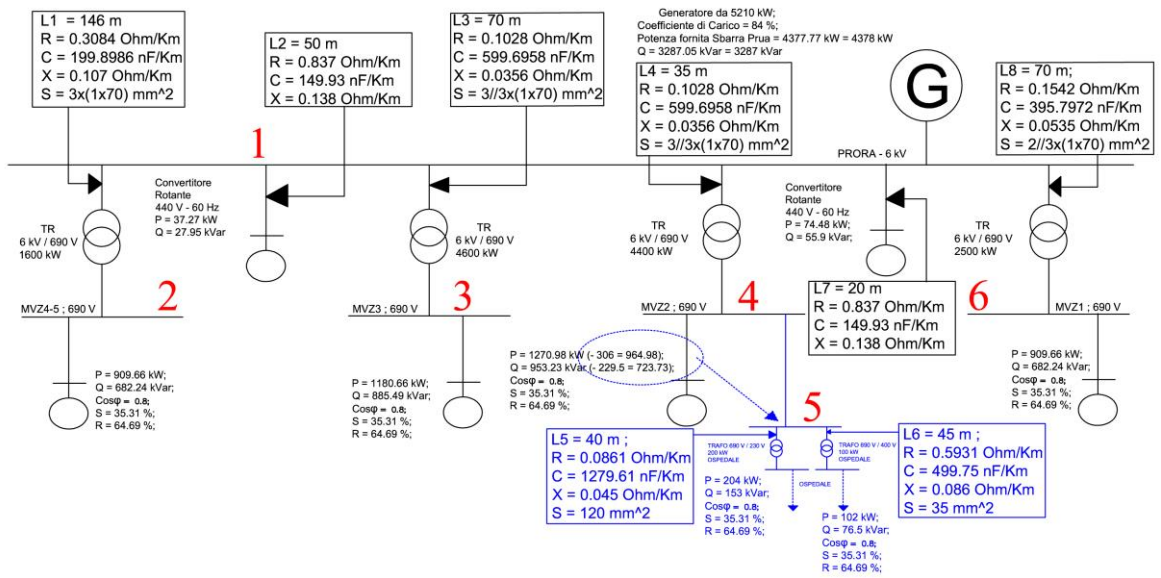 L1 = 146 m
R = 0.3084 Ohm/Km
C = 199.8986 nF/Km
X = 0.107 Ohm/Km
S = 3x(1x70) mm^2
L2 = 50 m
R = 0.837 Ohm/Km
C = 149.93 nF/Km
X = 0.138 Ohm/Km
L3 = 70 m
R = 0.1028 Ohm/Km
C = 599.6958 nF/Km
X = 0.0356 Ohm/Km
S = 3//3x(1x70) mm^2
Generatore da 5210 kW;
Coefficiente di Carico = 84 %;
Potenza fornita Sbarra Prua = 4377.77 kW = 4378 kW
Q = 3287.05 kVar = 3287 kVar
L4 = 35 m
R = 0.1028 Ohm/Km
C = 599.6958 nF/Km
X = 0.0356 Ohm/Km
S = 3//3x(1x70) mm^2
G
L8 = 70 m;
R = 0.1542 Ohm/Km
C = 395.7972 nF/Km
X = 0.0535 Ohm/Km
S = 2//3x(1x70) mm^2
1
PRORA - 6 kV
TR
6 kV / 690 V
1600 kW
Convertitore
Rotante
440 V - 60 Hz
P = 37.27 kW
Q = 27.95 kVar
TR
6 kV / 690 V
4600 kW
TR
6 kV / 690 V
4400 kW
Convertitore
Rotante
440 V - 60 Hz
P = 74.48 kW
Q = 55.9 kVar;
TR
6 kV / 690 V
2500 kW
L7 = 20 m
R = 0.837 Ohm/Km
C = 149.93 nF/Km
X = 0.138 Ohm/Km
MVZ4-5 ; 690 V
2
MVZ3 ; 690 V
3
MVZ2 ; 690 V
4
6
MVZ1 ; 690 V
P = 909.66 kW
Q = 682.24 kVar;
Cosφ = 0.8;
S = 35.31 %;
R = 64.69 %;
P = 1180.66 kW;
Q = 885.49 kVar;
Cosφ = 0.8;
S = 35.31 %;
R = 64.69 %;
P = 1270.98 kW (- 306 = 964.98);
Q = 953.23 kVar (- 229.5 = 723.73);
Cosφ = 0.8;
S = 35.31 %;
R = 64.69 %;
P = 909.66 kW;
Q = 682.24 kVar;
Cosφ = 0.8;
S = 35.31 %;
R = 64.69 %;
5
L5 = 40 m ;
R = 0.0861 Ohm/Km
C = 1279.61 nF/Km
X = 0.045 Ohm/Km
S = 120 mm^2
TRAFO 690 V / 230 V
200 kW
OSPEDALE
TRAFO 690 V / 400 V
100 kW
OSPEDALE
L6 = 45 m ;
R = 0.5931 Ohm/Km
C = 499.75 nF/Km
X = 0.086 Ohm/Km
S = 35 mm^2
OSPEDALE
P = 204 kW;
Q = 153 kVar;
Cosφ = 0.8;
S = 35.31 %;
R = 64.69 %;
P = 102 kW;
Q = 76.5 kVar;
Cosφ = 0.8;
S = 35.31 %;
R = 64.69 %;